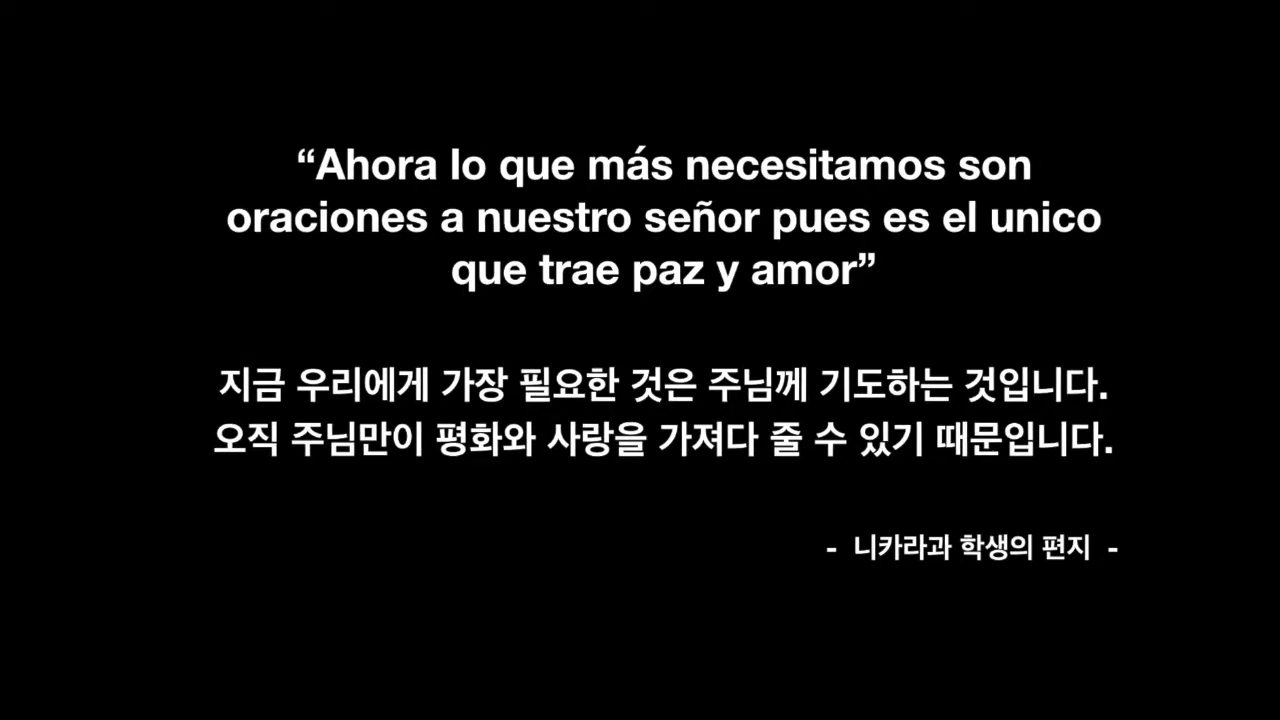 “Ahora lo que más necesitamos son
oraciones a nuestro señor pues es el unico
que trae paz y amor”
지금 우리에게 가장 필요한 것은 주님께 기도하는 것입니다.
오직 주님만이 평화와 사랑을 가져다 줄 수 있기 때문입니다.
- 니카라과 학생의 편지 -